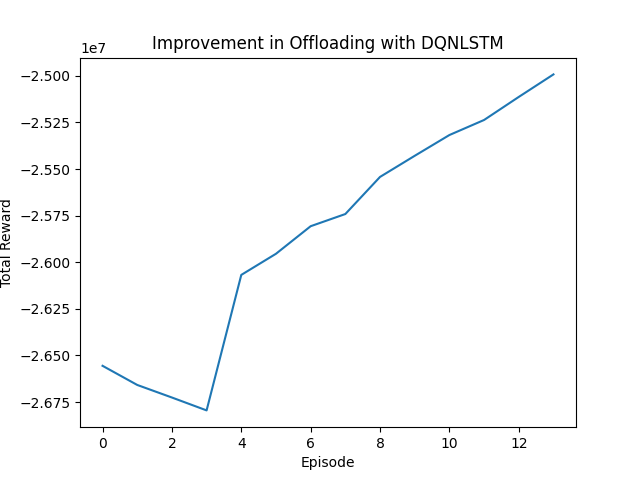 Improvement in Offloading with DQNLSTM
1e7
−2.500
−2.525
−2.550
−2.575
−2.600
−2.625
−2.650
−2.675
Total Reward
0 2 4 6 8 10 12
Episode